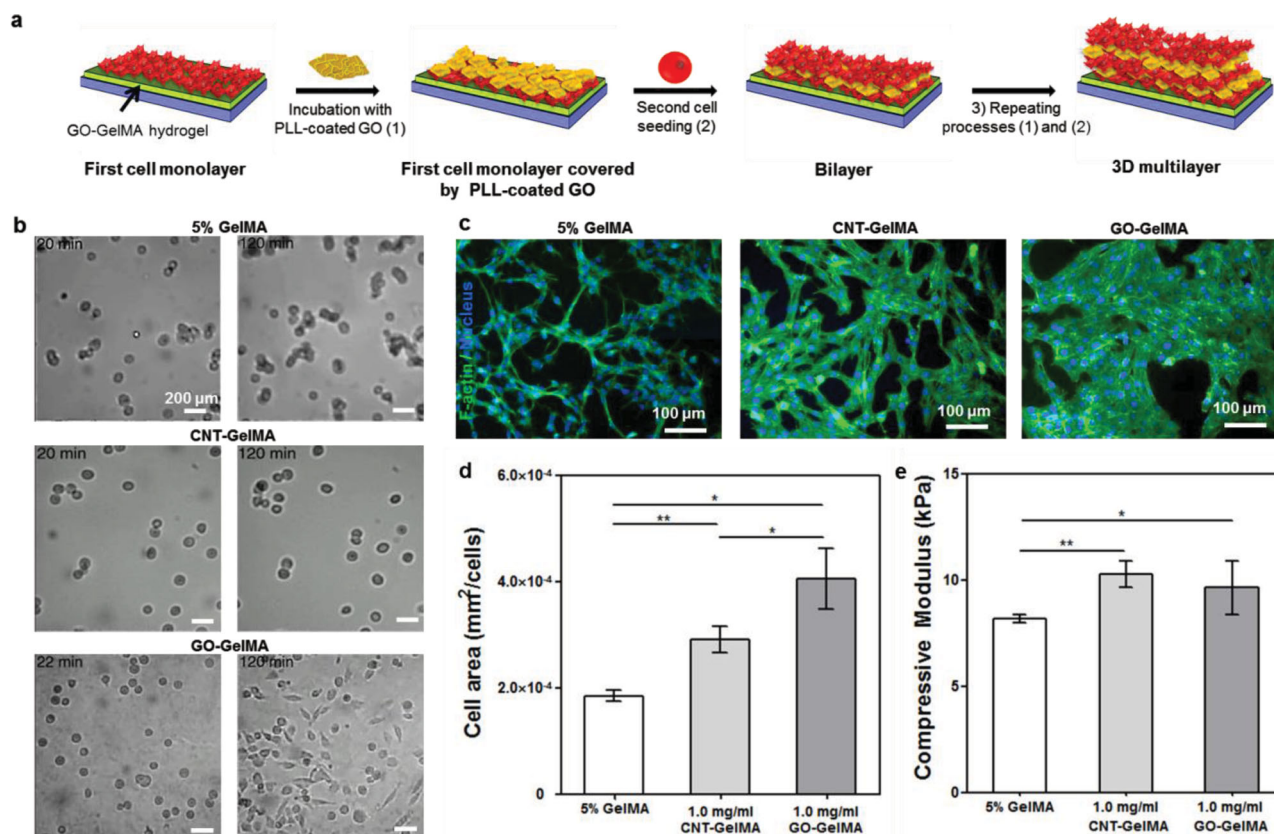 a
GO-GelMA hydrogel
First cell monolayer
Incubation with
PLL-coated GO (1)
First cell monolayer covered
by PLL-coated GO
Second cell
seeding (2)
Bilayer
3) Repeating
processes (1) and (2)
3D multilayer
b
5% GelMA
20 min
200 µm
120 min
CNT-GelMA
20 min
120 min
GO-GelMA
22 min
120 min
c
5% GelMA
CNT-GelMA
GO-GelMA
F-actin / Nucleus
100 µm
100 µm
100 µm
d
Cell area (mm²/cells)
6.0×10⁻⁴
4.0×10⁻⁴
2.0×10⁻⁴
0
*
**
*
5% GelMA
1.0 mg/ml
CNT-GelMA
1.0 mg/ml
GO-GelMA
e
Compressive Modulus (kPa)
15
10
5
0
*
**
5% GelMA
1.0 mg/ml
CNT-GelMA
1.0 mg/ml
GO-GelMA